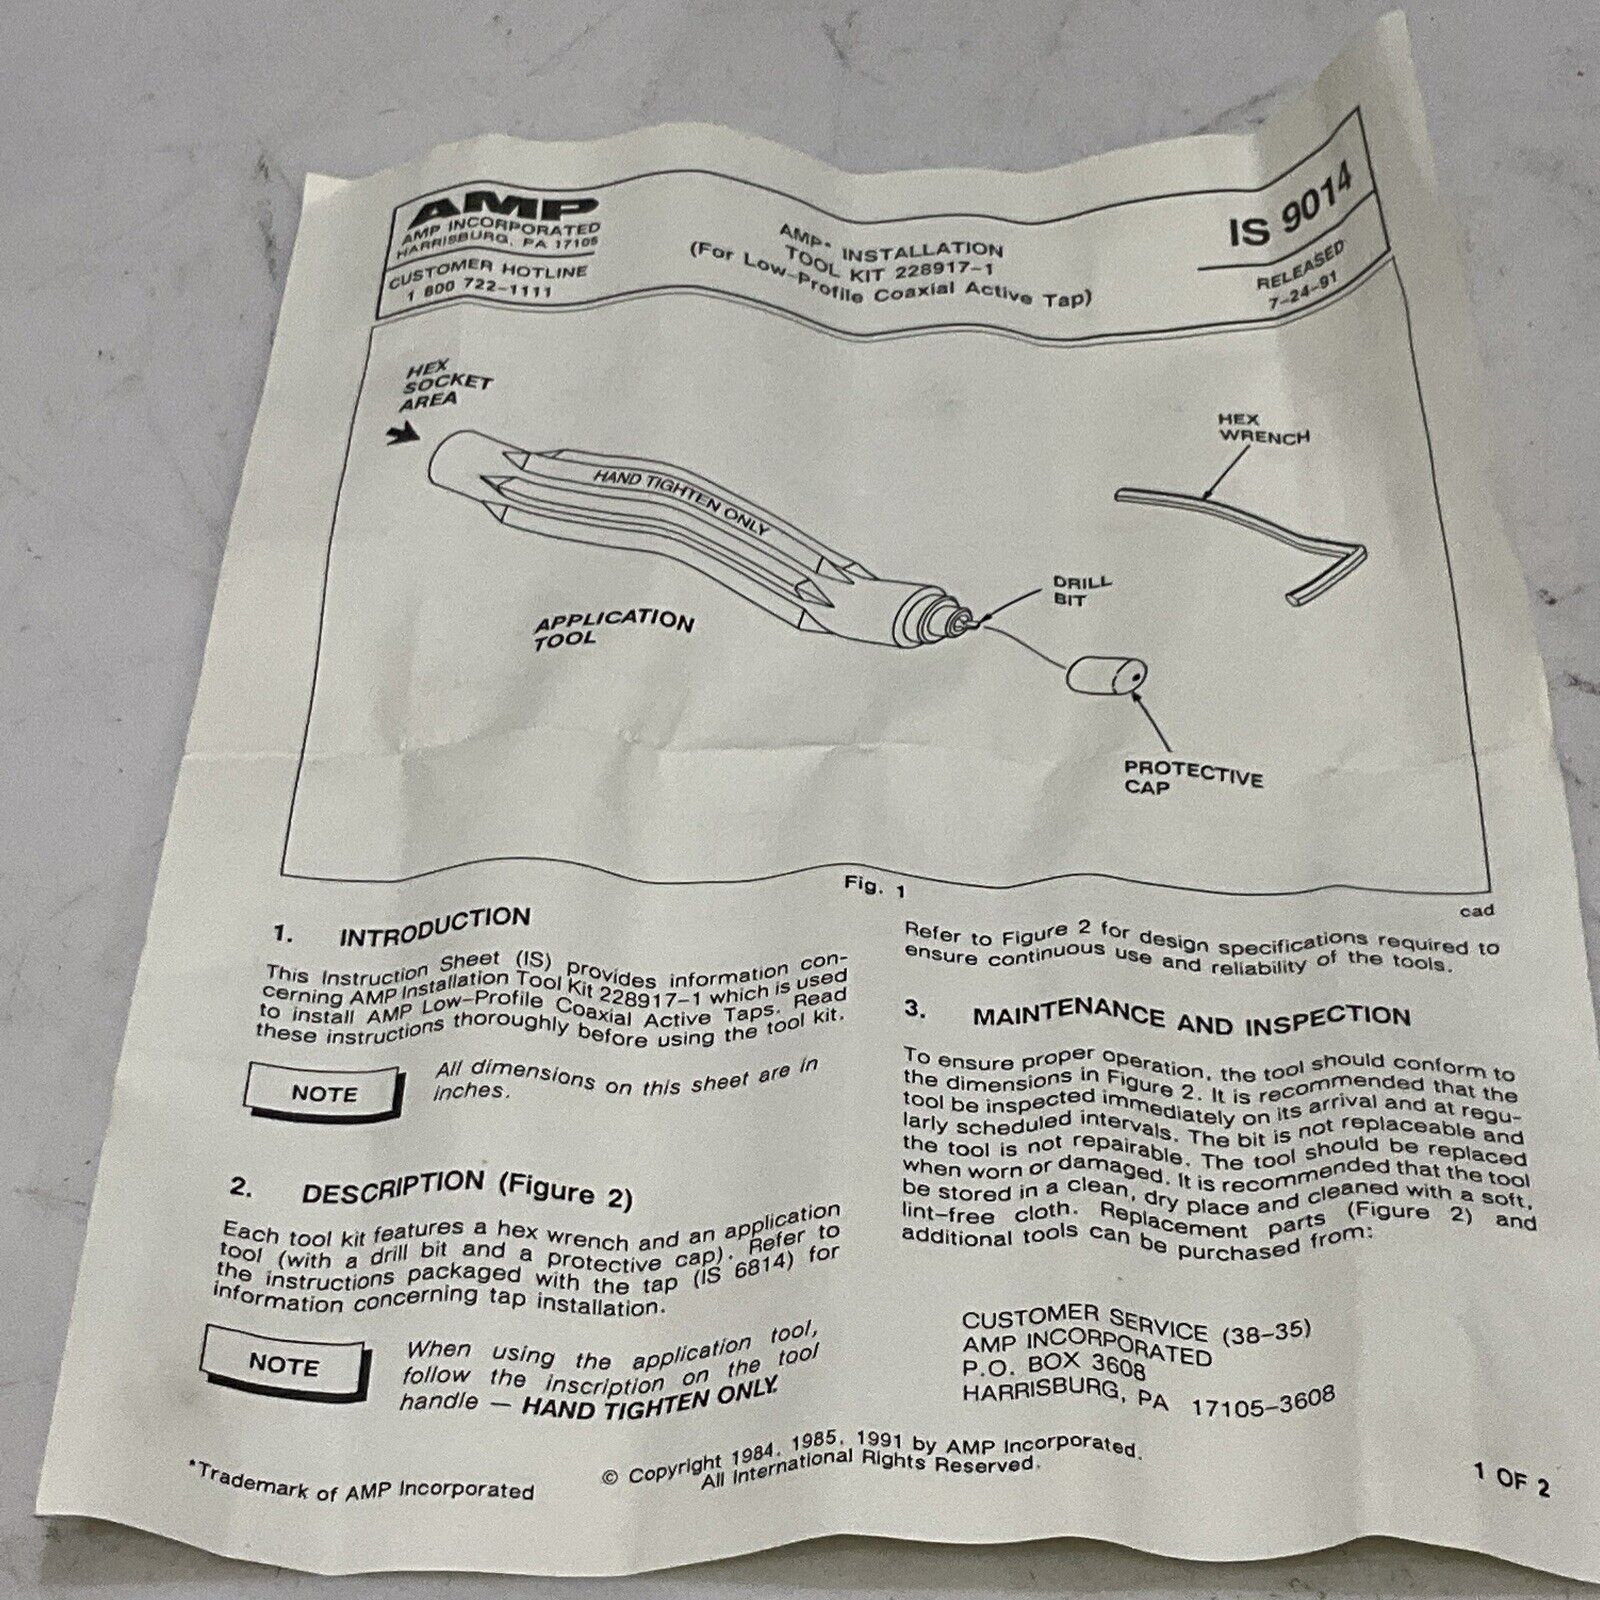 AMP
AMP INCORPORATED
HARRISBURG, PA 17105
CUSTOMER HOTLINE
1 800 722-1111
AMP* INSTALLATION
TOOL KIT 228917-1
(For Low-Profile Coaxial Active Tap)
IS 9014
RELEASED
7-24-91
HEX
SOCKET
AREA
HAND TIGHTEN ONLY
APPLICATION
TOOL
HEX
WRENCH
DRILL
BIT
PROTECTIVE
CAP
Fig. 1
cad
1. INTRODUCTION
This Instruction Sheet (IS) provides information con-
cerning AMP Installation Tool Kit 228917-1 which is used
to install AMP Low-Profile Coaxial Active Taps. Read
these instructions thoroughly before using the tool kit.
NOTE
All dimensions on this sheet are in
inches.
2. DESCRIPTION (Figure 2)
Each tool kit features a hex wrench and an application
tool (with a drill bit and a protective cap). Refer to
the instructions packaged with the tap (IS 6814) for
information concerning tap installation.
NOTE
When using the application tool,
follow the inscription on the tool
handle — HAND TIGHTEN ONLY.
Refer to Figure 2 for design specifications required to
ensure continuous use and reliability of the tools.
3. MAINTENANCE AND INSPECTION
To ensure proper operation, the tool should conform to
the dimensions in Figure 2. It is recommended that the
tool be inspected immediately on its arrival and at regu-
larly scheduled intervals. The bit is not replaceable and
the tool is not repairable. The tool should be replaced
when worn or damaged. It is recommended that the tool
be stored in a clean, dry place and cleaned with a soft,
lint-free cloth. Replacement parts (Figure 2) and
additional tools can be purchased from:
CUSTOMER SERVICE (38-35)
AMP INCORPORATED
P.O. BOX 3608
HARRISBURG, PA 17105-3608
© Copyright 1984, 1985, 1991 by AMP Incorporated.
All International Rights Reserved.
*Trademark of AMP Incorporated
1 OF 2